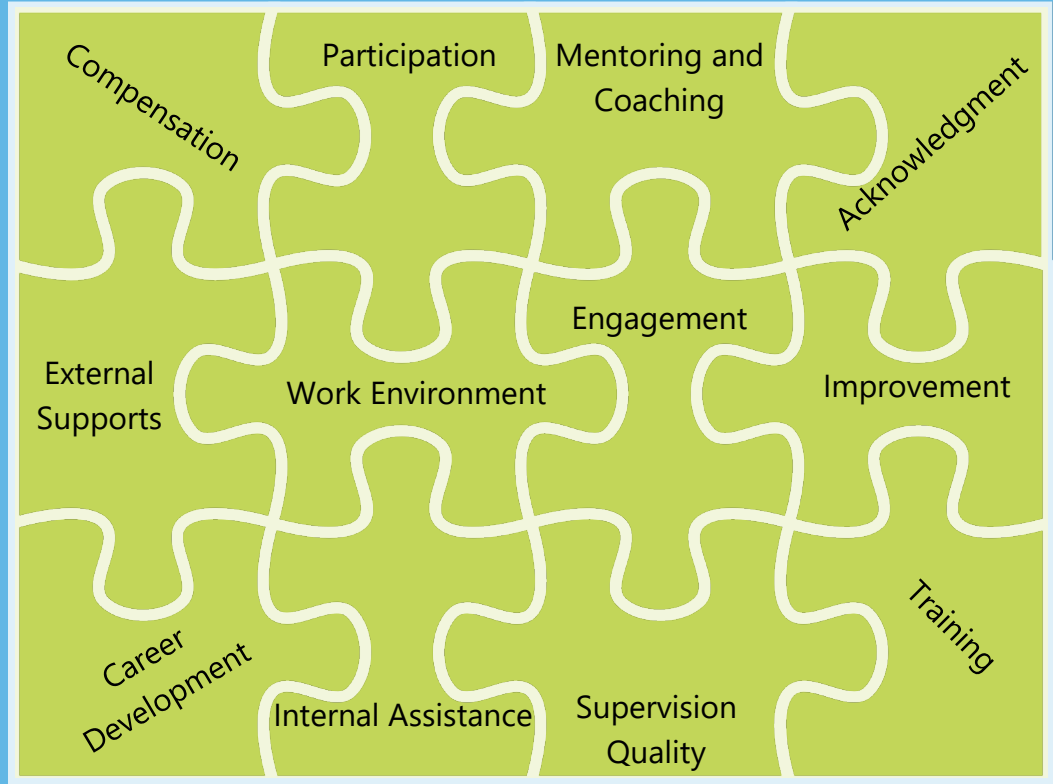 Compensation
Participation
Mentoring and
Coaching
Acknowledgment
External
Supports
Work Environment
Engagement
Improvement
Career
Development
Internal Assistance
Supervision
Quality
Training